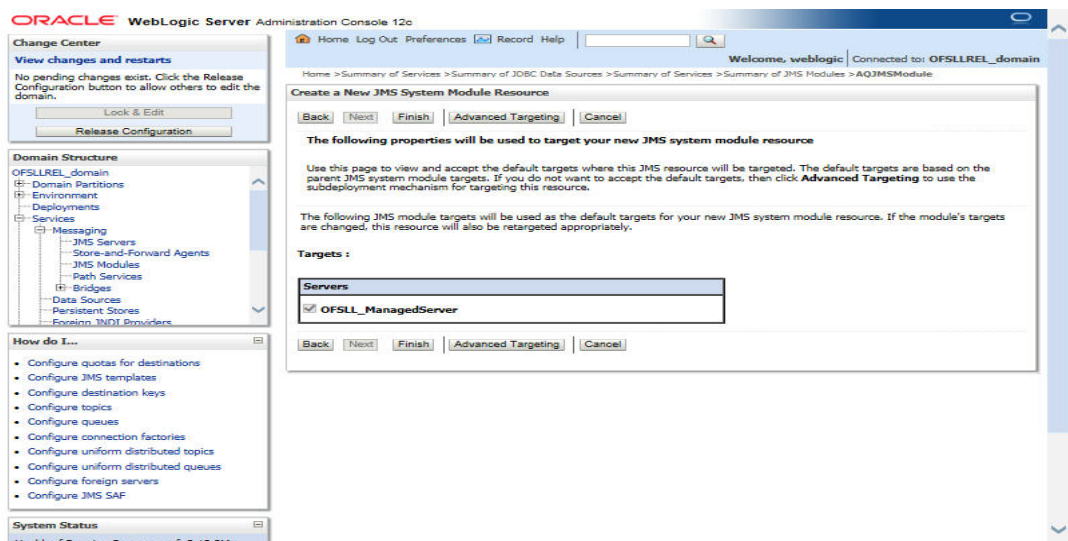 ORACLE WebLogic Server Administration Console 12c
Change Center
View changes and restarts
No pending changes exist. Click the Release
Configuration button to allow others to edit the
domain.
Lock & Edit
Release Configuration
Domain Structure
OFSLLREL_domain
Domain Partitions
Environment
Deployments
Services
Messaging
JMS Servers
Store-and-Forward Agents
JMS Modules
Path Services
Bridges
Data Sources
Persistent Stores
Foreign JNDI Providers
How do I...
Configure quotas for destinations
Configure JMS templates
Configure destination keys
Configure topics
Configure queues
Configure connection factories
Configure uniform distributed topics
Configure uniform distributed queues
Configure foreign servers
Configure JMS SAF
System Status
Home Log Out Preferences Record Help
Welcome, weblogic Connected to: OFSLLREL_domain
Home >Summary of Services >Summary of JDBC Data Sources >Summary of Services >Summary of JMS Modules >AQJMSModule
Create a New JMS System Module Resource
Back Next Finish Advanced Targeting Cancel
The following properties will be used to target your new JMS system module resource
Use this page to view and accept the default targets where this JMS resource will be targeted. The default targets are based on the
parent JMS system module targets. If you do not want to accept the default targets, then click Advanced Targeting to use the
subdeployment mechanism for targeting this resource.
The following JMS module targets will be used as the default targets for your new JMS system module resource. If the module's targets
are changed, this resource will also be retargeted appropriately.
Targets :
Servers
OFSLL_ManagedServer
Back Next Finish Advanced Targeting Cancel